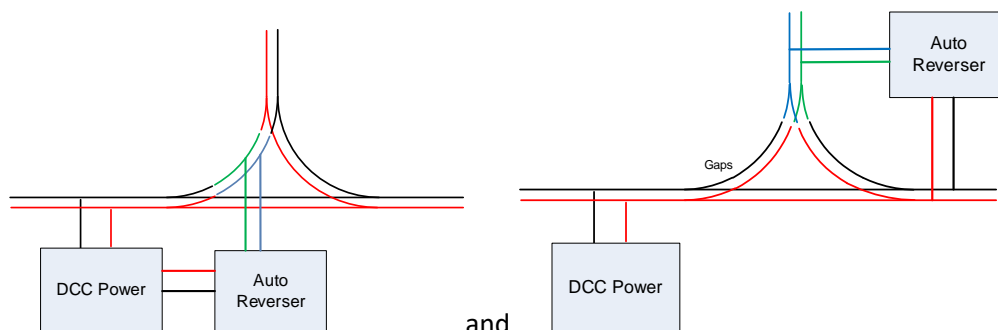 DCC Power
Auto
Reverser
and
Auto
Reverser
Gaps
DCC Power